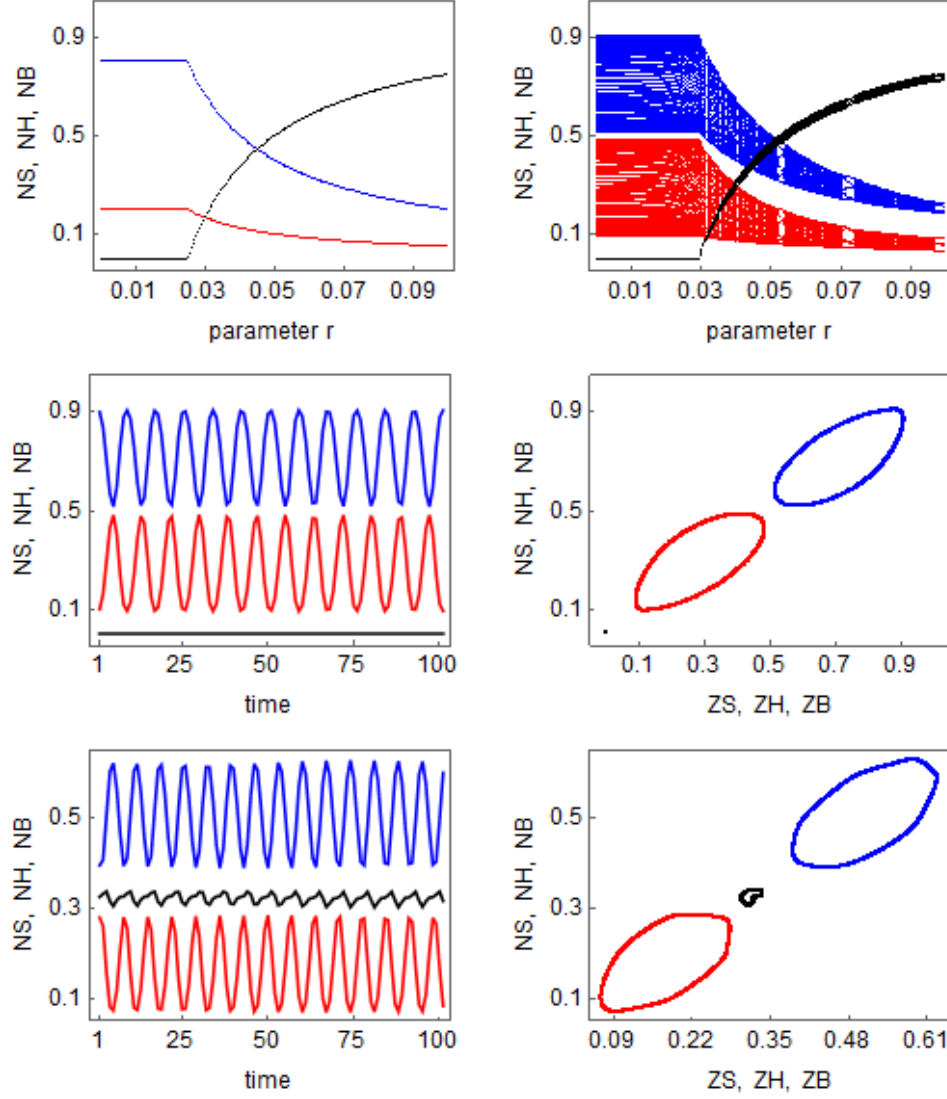 NS, NH, NB
0.9
0.5
0.1
0.01 0.03 0.05 0.07 0.09
parameter r
NS, NH, NB
0.9
0.5
0.1
0.01 0.03 0.05 0.07 0.09
parameter r
NS, NH, NB
0.9
0.5
0.1
1 25 50 75 100
time
NS, NH, NB
0.9
0.5
0.1
0.1 0.3 0.5 0.7 0.9
ZS, ZH, ZB
NS, NH, NB
0.5
0.3
0.1
1 25 50 75 100
time
NS, NH, NB
0.5
0.3
0.1
0.09 0.22 0.35 0.48 0.61
ZS, ZH, ZB